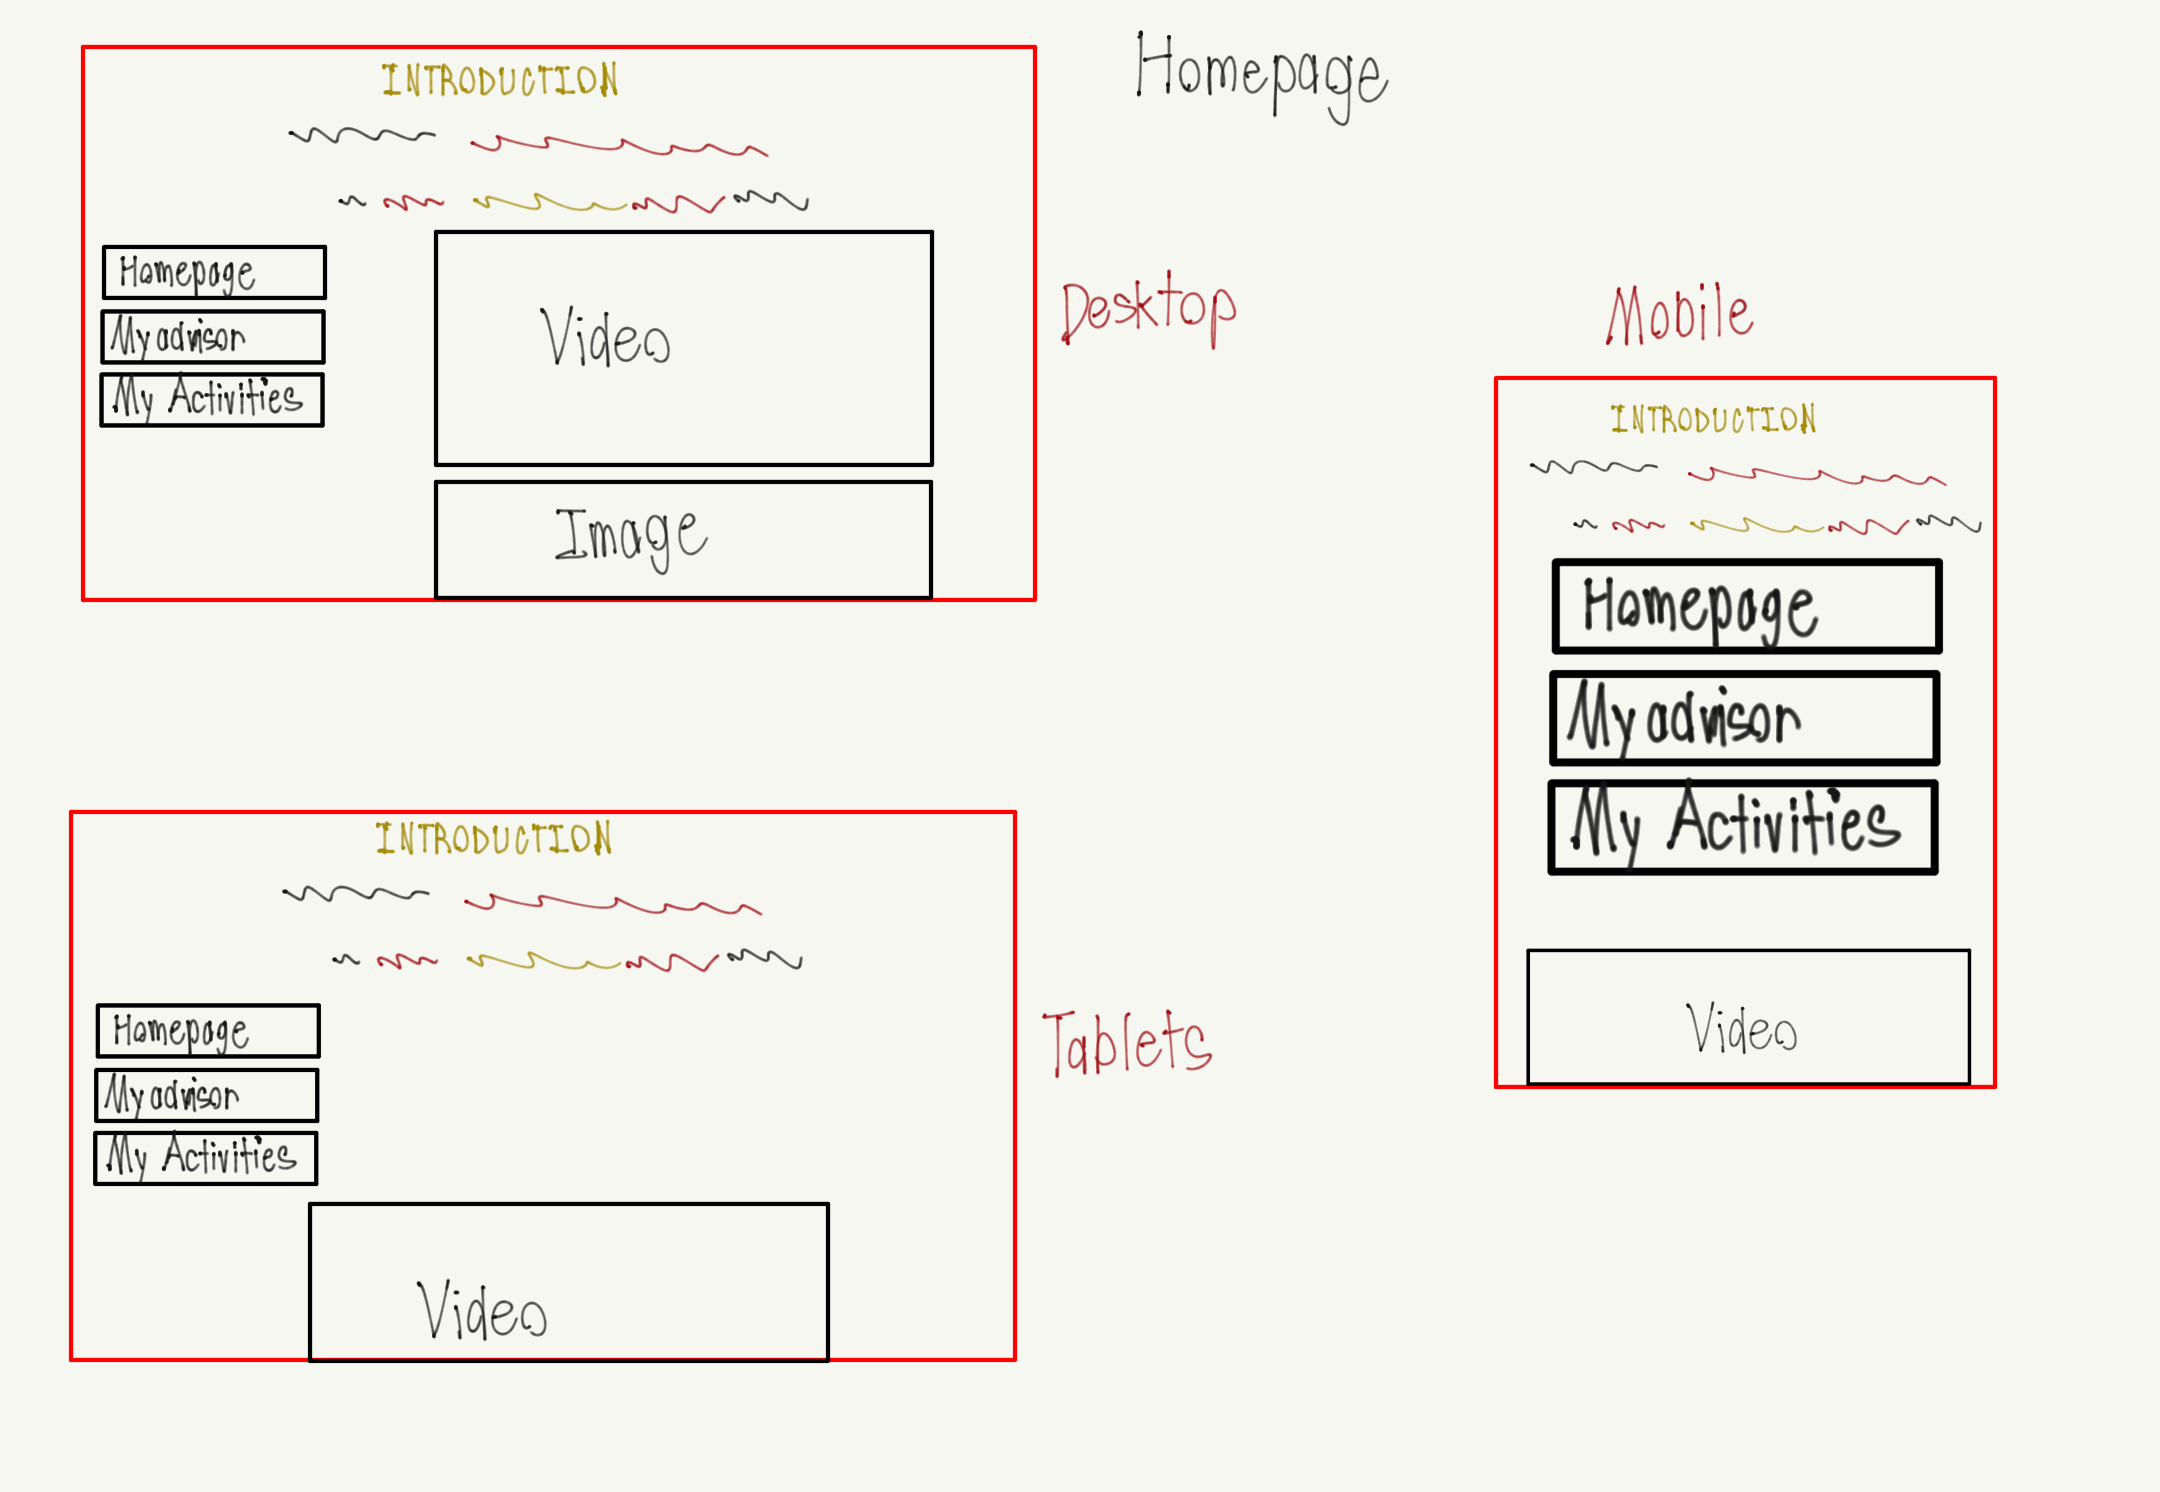 Homepage
INTRODUCTION
Homepage
My advisor
My Activities
Video
Image
Desktop
Mobile
INTRODUCTION
Homepage
My advisor
My Activities
Video
INTRODUCTION
Homepage
My advisor
My Activities
Video
Tablets